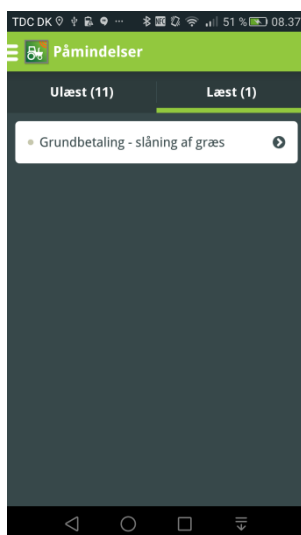 TDC DK 51 % 08.37
Påmindelser
Ulæst (11) Læst (1)
Grundbetaling - slåning af græs